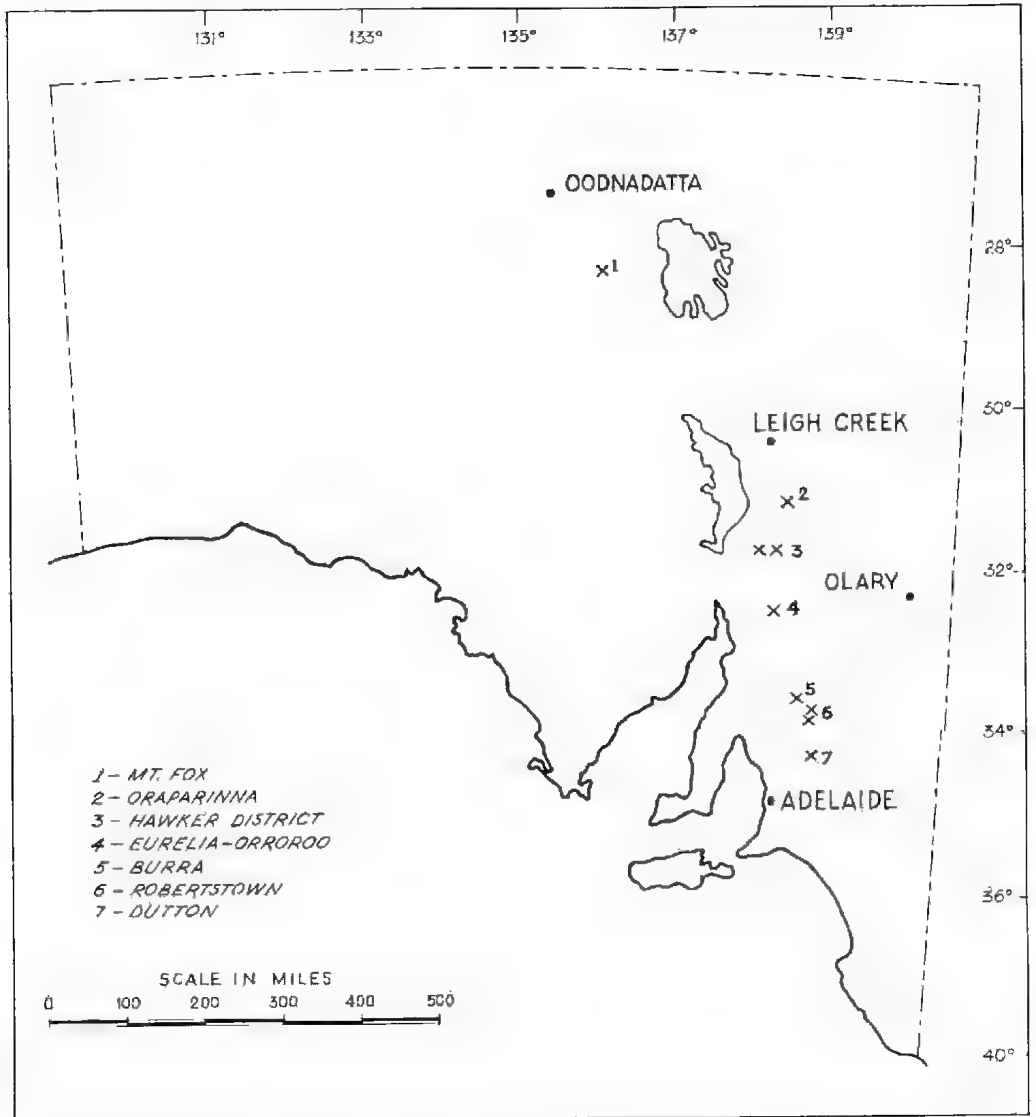 131° 133° 135° 137° 139°
OODNADATTA
28°
1
30°
LEIGH CREEK
2
3
32°
OLARY
4
5
6
34°
7
ADELAIDE
1 - MT. FOX
2 - ORAPARINNA
3 - HAWKER DISTRICT
4 - EURELIA-ORROROO
5 - BURRA
6 - ROBERTSTOWN
7 - DUTTON
36°
SCALE IN MILES
0 100 200 300 400 500
40°